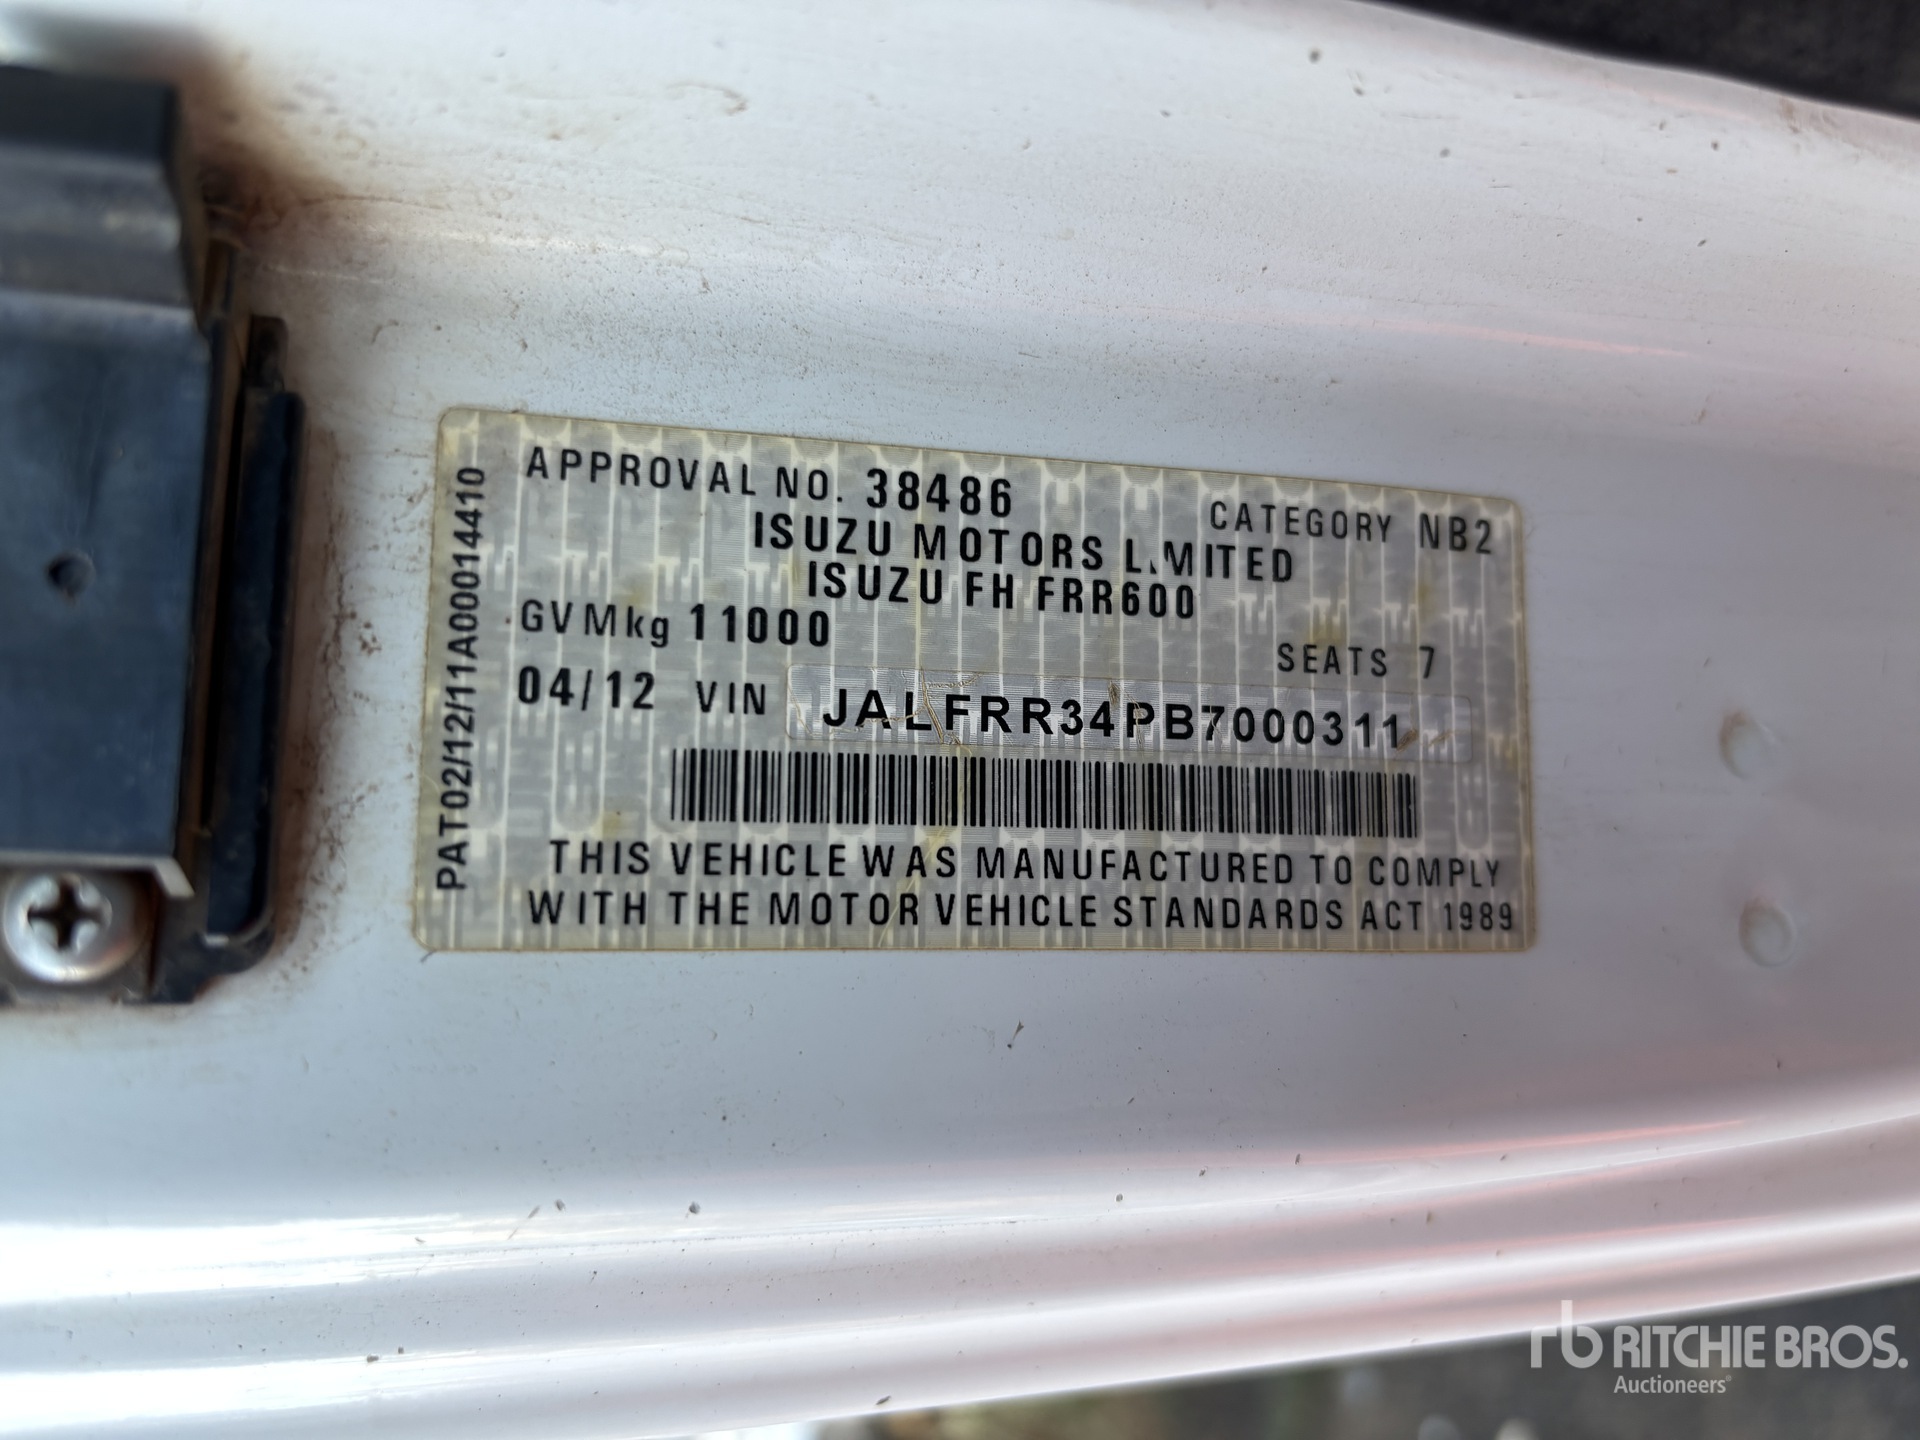 APPROVAL NO. 38486 CATEGORY NB2
ISUZU MOTORS LIMITED
ISUZU FH FRR600
GVMkg 11000 SEATS 7
04/12 VIN JALFRR34PB7000311
THIS VEHICLE WAS MANUFACTURED TO COMPLY
WITH THE MOTOR VEHICLE STANDARDS ACT 1989
PAT02/12/11A00014410
rb RITCHIE BROS.
Auctioneers